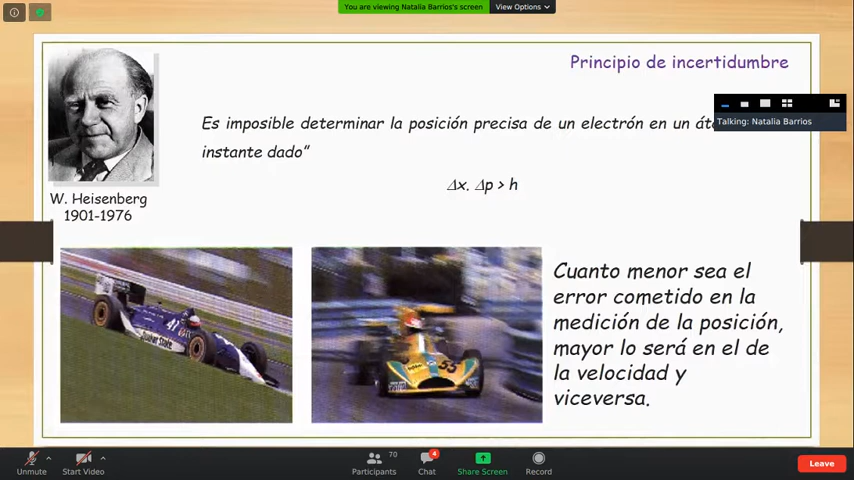 You are viewing Natalia Barrios's screen
View Options
Principio de incertidumbre
Talking: Natalia Barrios
Es imposible determinar la posición precisa de un electrón en un
instante dado”
Δx. Δp > h
W. Heisenberg
1901-1976
Cuanto menor sea el
error cometido en la
medición de la posición,
mayor lo será en el de
la velocidad y
viceversa.
41
55
Unmute
Start Video
Participants
70
Chat
4
Share Screen
Record
Leave